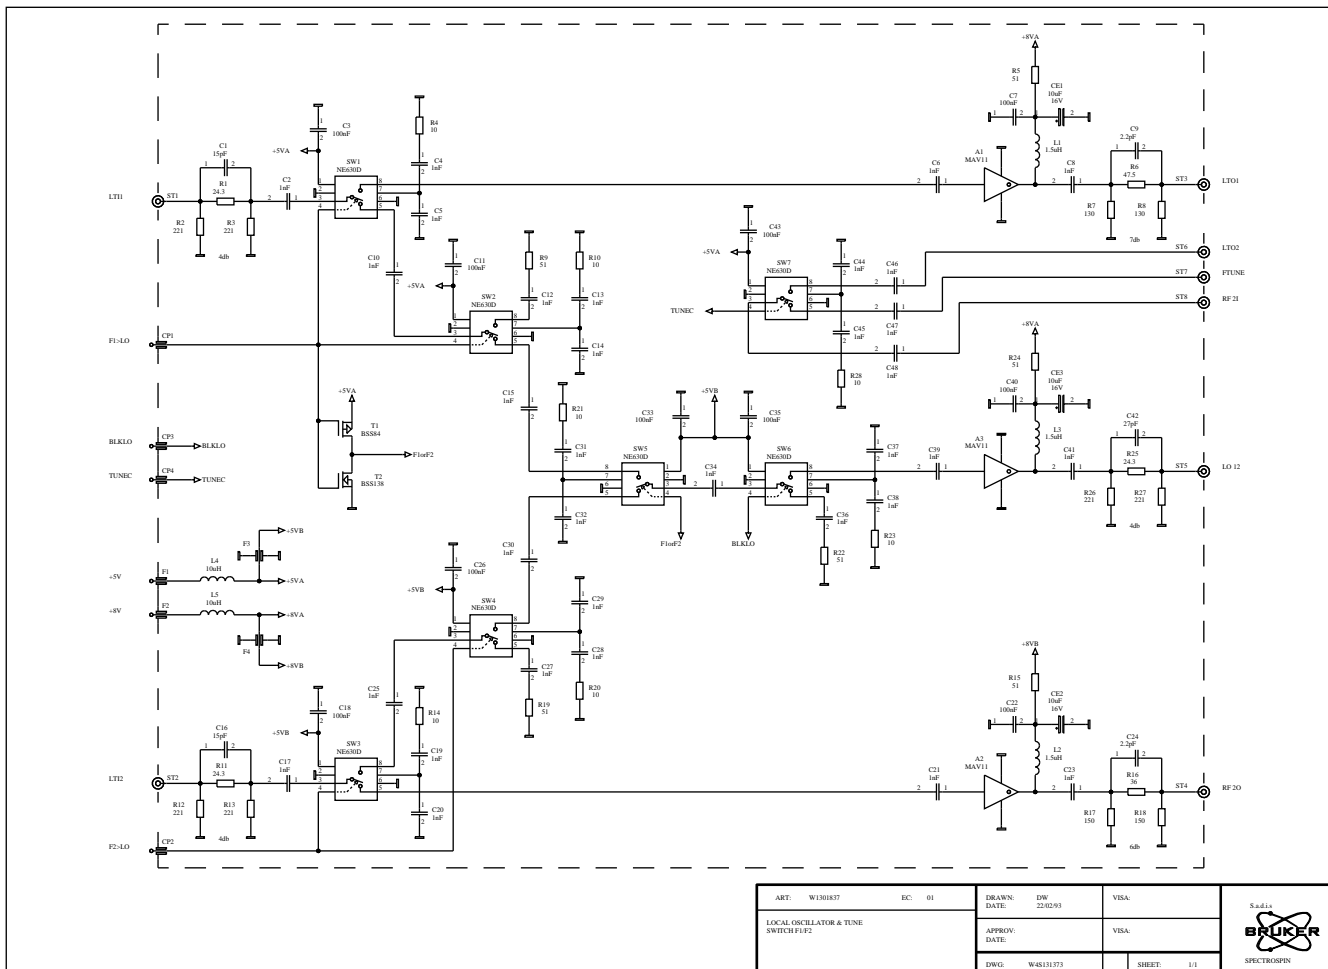 +8VA
R5
51
C7
100nF
CE1
10uF
16V
1
2
C3
100nF
R4
10
C1
15pF
+5VA
SW1
NE630D
C4
1nF
L1
1.5uH
C9
2.2pF
A1
MAV11
C6
1nF
C8
1nF
R6
47.5
LTI1
ST1
R1
24.3
C2
1nF
ST3
LTO1
R2
221
R3
221
4db
C5
1nF
R7
130
R8
130
7db
C43
100nF
ST6
LTO2
C10
1nF
C11
100nF
R9
51
R10
10
+5VA
SW7
NE630D
C44
1nF
C46
1nF
ST7
FTUNE
+5VA
SW2
NE630D
C12
1nF
C13
1nF
ST8
RF 2I
TUNEC
C47
1nF
C45
1nF
F1>LO
CP1
C14
1nF
C48
1nF
+8VA
R24
51
R28
10
C40
100nF
CE3
10uF
16V
+5VA
C15
1nF
R21
10
C33
100nF
+5VB
C35
100nF
T1
BSS84
L3
1.5uH
C42
27pF
BLKLO
CP3
BLKLO
F1orF2
C31
1nF
SW5
NE630D
SW6
NE630D
C37
1nF
C39
1nF
A3
MAV11
C41
1nF
R25
24.3
C34
1nF
ST5
LO 12
TUNEC
CP4
TUNEC
T2
BSS138
C38
1nF
R26
221
R27
221
4db
C32
1nF
C36
1nF
R23
10
F1orF2
BLKLO
R22
51
+5VB
F3
C30
1nF
C26
100nF
+5V
F1
L4
10uH
+5VA
+5VB
SW4
NE630D
C29
1nF
+8V
F2
L5
10uH
+8VA
F4
+8VB
C28
1nF
C27
1nF
+8VB
R20
10
R19
51
R15
51
C25
1nF
C18
100nF
R14
10
C22
100nF
CE2
10uF
16V
C16
15pF
+5VB
SW3
NE630D
C19
1nF
L2
1.5uH
C24
2.2pF
A2
MAV11
LTI2
ST2
R11
24.3
C17
1nF
C21
1nF
C23
1nF
R16
36
ST4
RF 2O
R12
221
R13
221
4db
C20
1nF
R17
150
R18
150
6db
F2>LO
CP2
ART: W1301837 EC: 01
DRAWN: DW
DATE: 22/02/93
VISA:
LOCAL OSCILLATOR & TUNE
SWITCH F1/F2
APPROV:
DATE:
VISA:
DWG: W4S131373
SHEET: 1/1
S.a.d.i.s
BRUKER
SPECTROSPIN